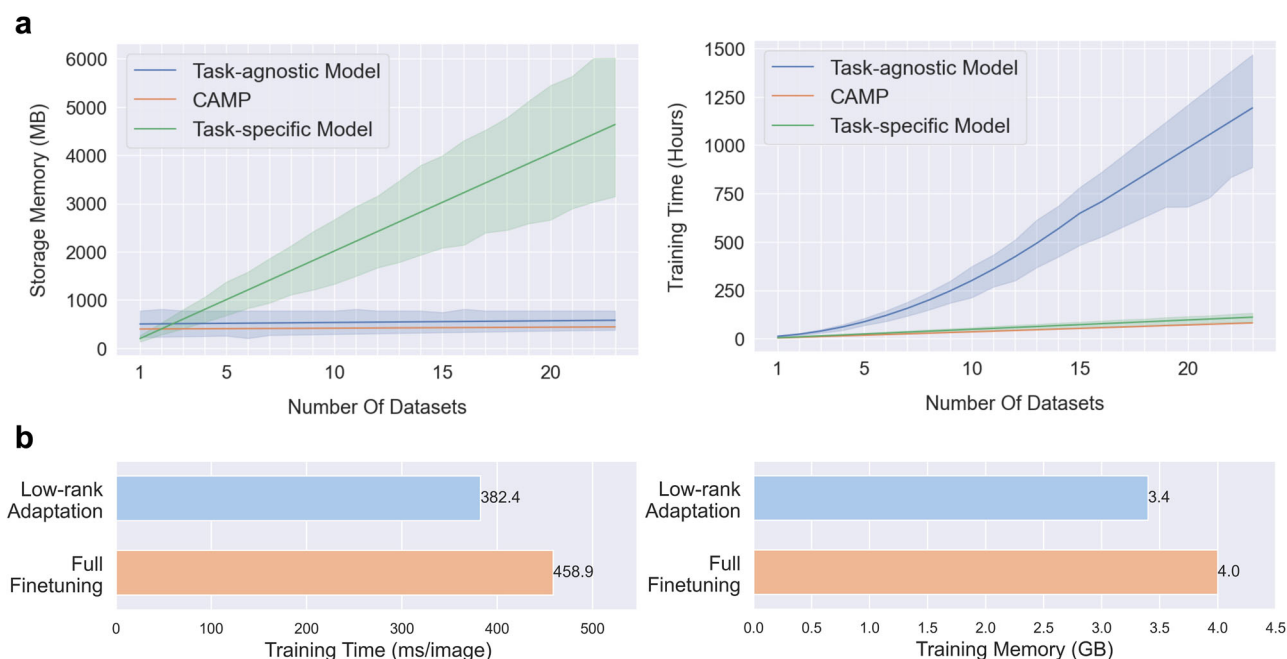 a
Storage Memory (MB)
6000
5000
4000
3000
2000
1000
0
Task-agnostic Model
CAMP
Task-specific Model
1 5 10 15 20
Number Of Datasets
Training Time (Hours)
1500
1250
1000
750
500
250
0
Task-agnostic Model
CAMP
Task-specific Model
1 5 10 15 20
Number Of Datasets
b
Low-rank
Adaptation
382.4
Full
Finetuning
458.9
0 100 200 300 400 500
Training Time (ms/image)
Low-rank
Adaptation
3.4
Full
Finetuning
4.0
0.0 0.5 1.0 1.5 2.0 2.5 3.0 3.5 4.0 4.5
Training Memory (GB)